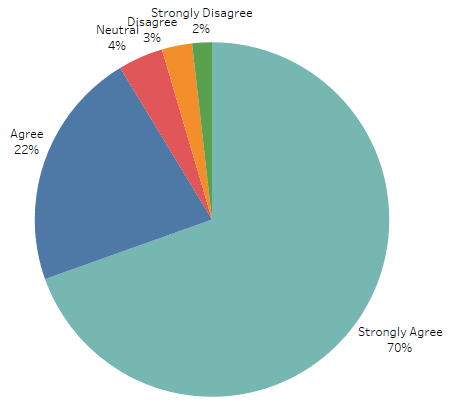 Strongly Disagree
2%
Disagree
3%
Neutral
4%
Agree
22%
Strongly Agree
70%